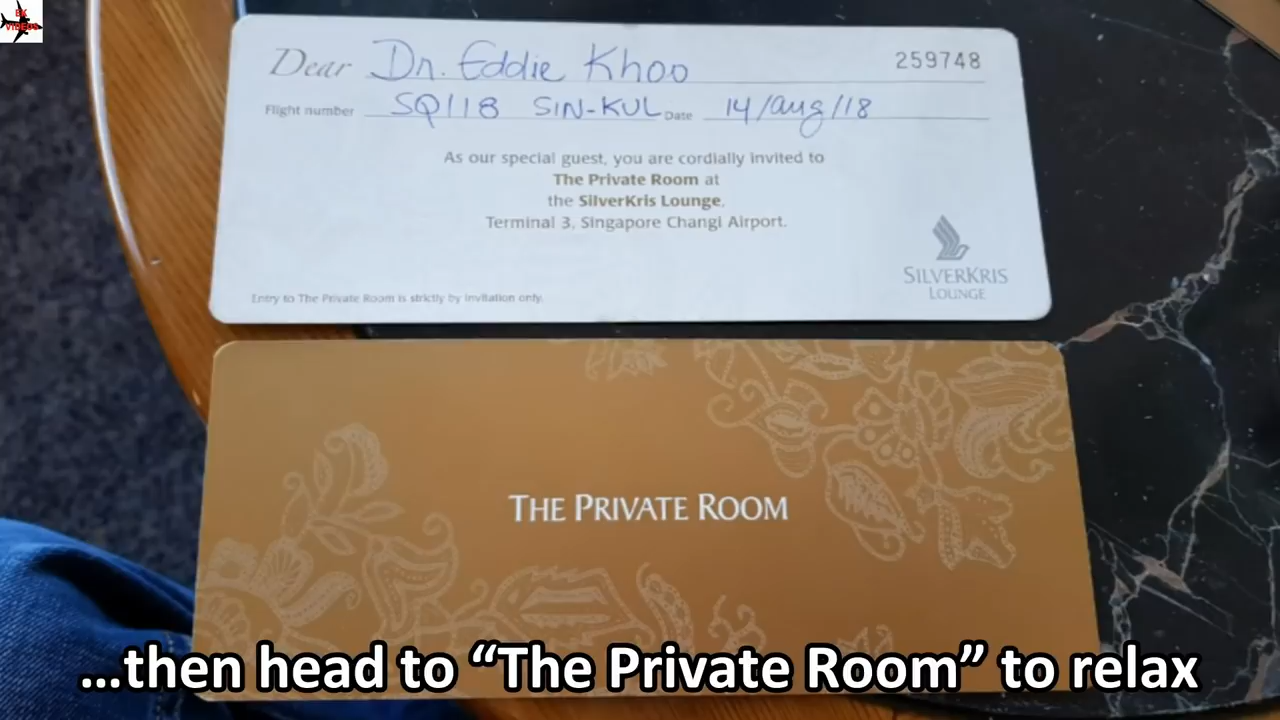 EK
VIDEOS
Dear Dr. Eddie Khoo 259748
Flight number SQ118 SIN-KUL Date 14/Aug/18
As our special guest, you are cordially invited to
The Private Room at
the SilverKris Lounge,
Terminal 3, Singapore Changi Airport.
SILVERKRIS
LOUNGE
Entry to The Private Room is strictly by invitation only.
THE PRIVATE ROOM
...then head to “The Private Room” to relax